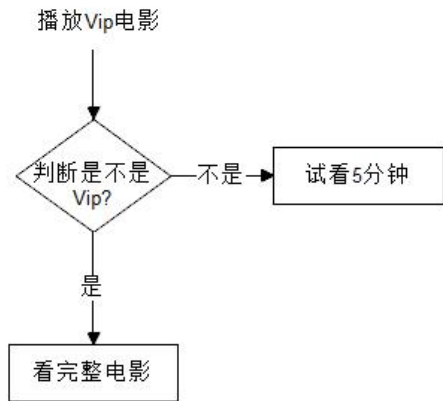 播放Vip电影
判断是不是
Vip?
不是
试看5分钟
是
看完整电影